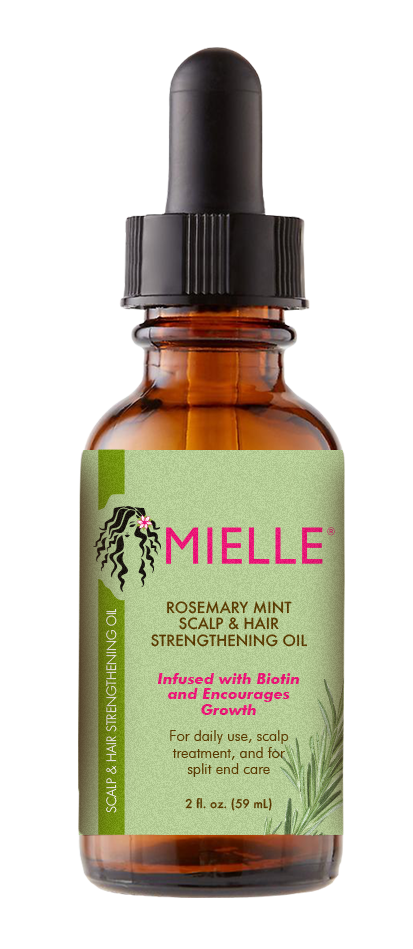 MIELLE®
ROSEMARY MINT
SCALP & HAIR
STRENGTHENING OIL
Infused with Biotin
and Encourages
Growth
For daily use, scalp
treatment, and for
split end care
2 fl. oz. (59 mL)
SCALP & HAIR STRENGTHENING OIL